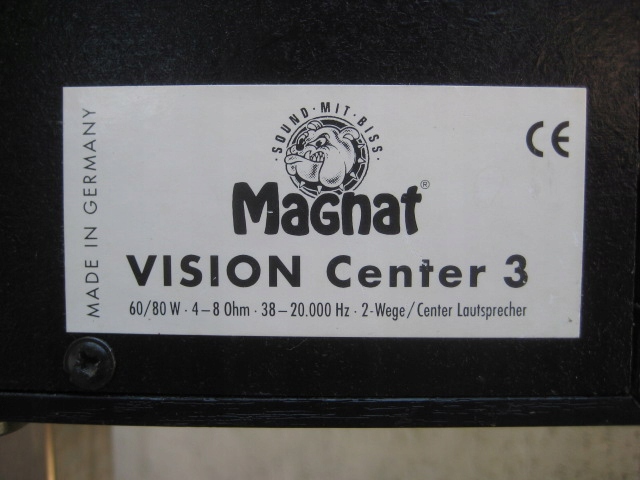 SOUND · MIT · BISS
Magnat®
CE
VISION Center 3
60/80 W · 4–8 Ohm · 38–20.000 Hz · 2-Wege/Center Lautsprecher
MADE IN GERMANY